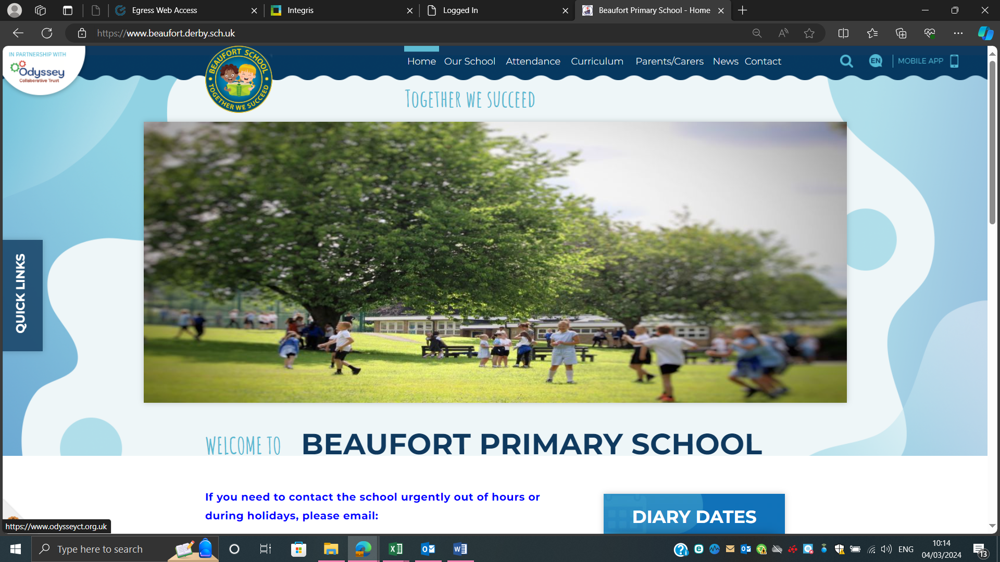 Egress Web Access
Integris
Logged In
Beaufort Primary School - Home
https://www.beaufort.derby.sch.uk
IN PARTNERSHIP WITH
Odyssey
Collaborative Trust
BEAUFORT SCHOOL
TOGETHER WE SUCCEED
Home Our School Attendance Curriculum Parents/Carers News Contact
EN
MOBILE APP
TOGETHER WE SUCCEED
QUICK LINKS
WELCOME TO BEAUFORT PRIMARY SCHOOL
If you need to contact the school urgently out of hours or
during holidays, please email:
DIARY DATES
https://www.odysseyct.org.uk
Type here to search
ENG
10:14
04/03/2024
13